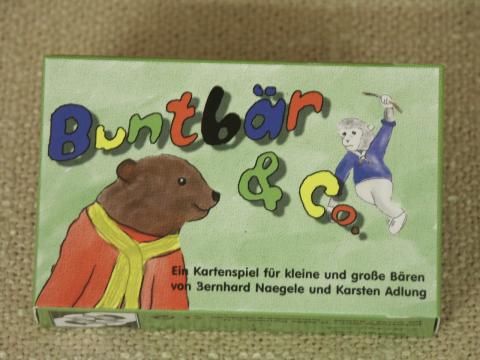 Buntbär
& Co.
Ein Kartenspiel für kleine und große Bären
von Bernhard Naegele und Karsten Adlung